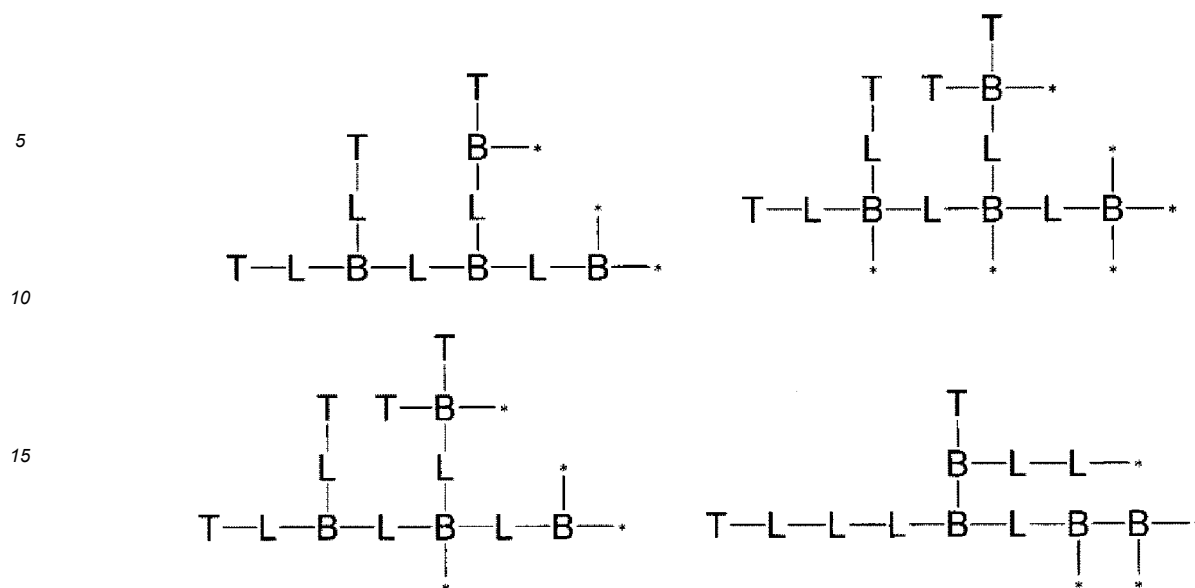 5
T
T B—*
L L *
T—L—B—L—B—L—B—*
T
T T—B—*
L L *
T—L—B—L—B—L—B—*
* * *
10
T
T T—B—*
L L *
T—L—B—L—B—L—B—*
*
15
T
B—L—L—*
T—L—L—L—B—L—B—B—*
* *